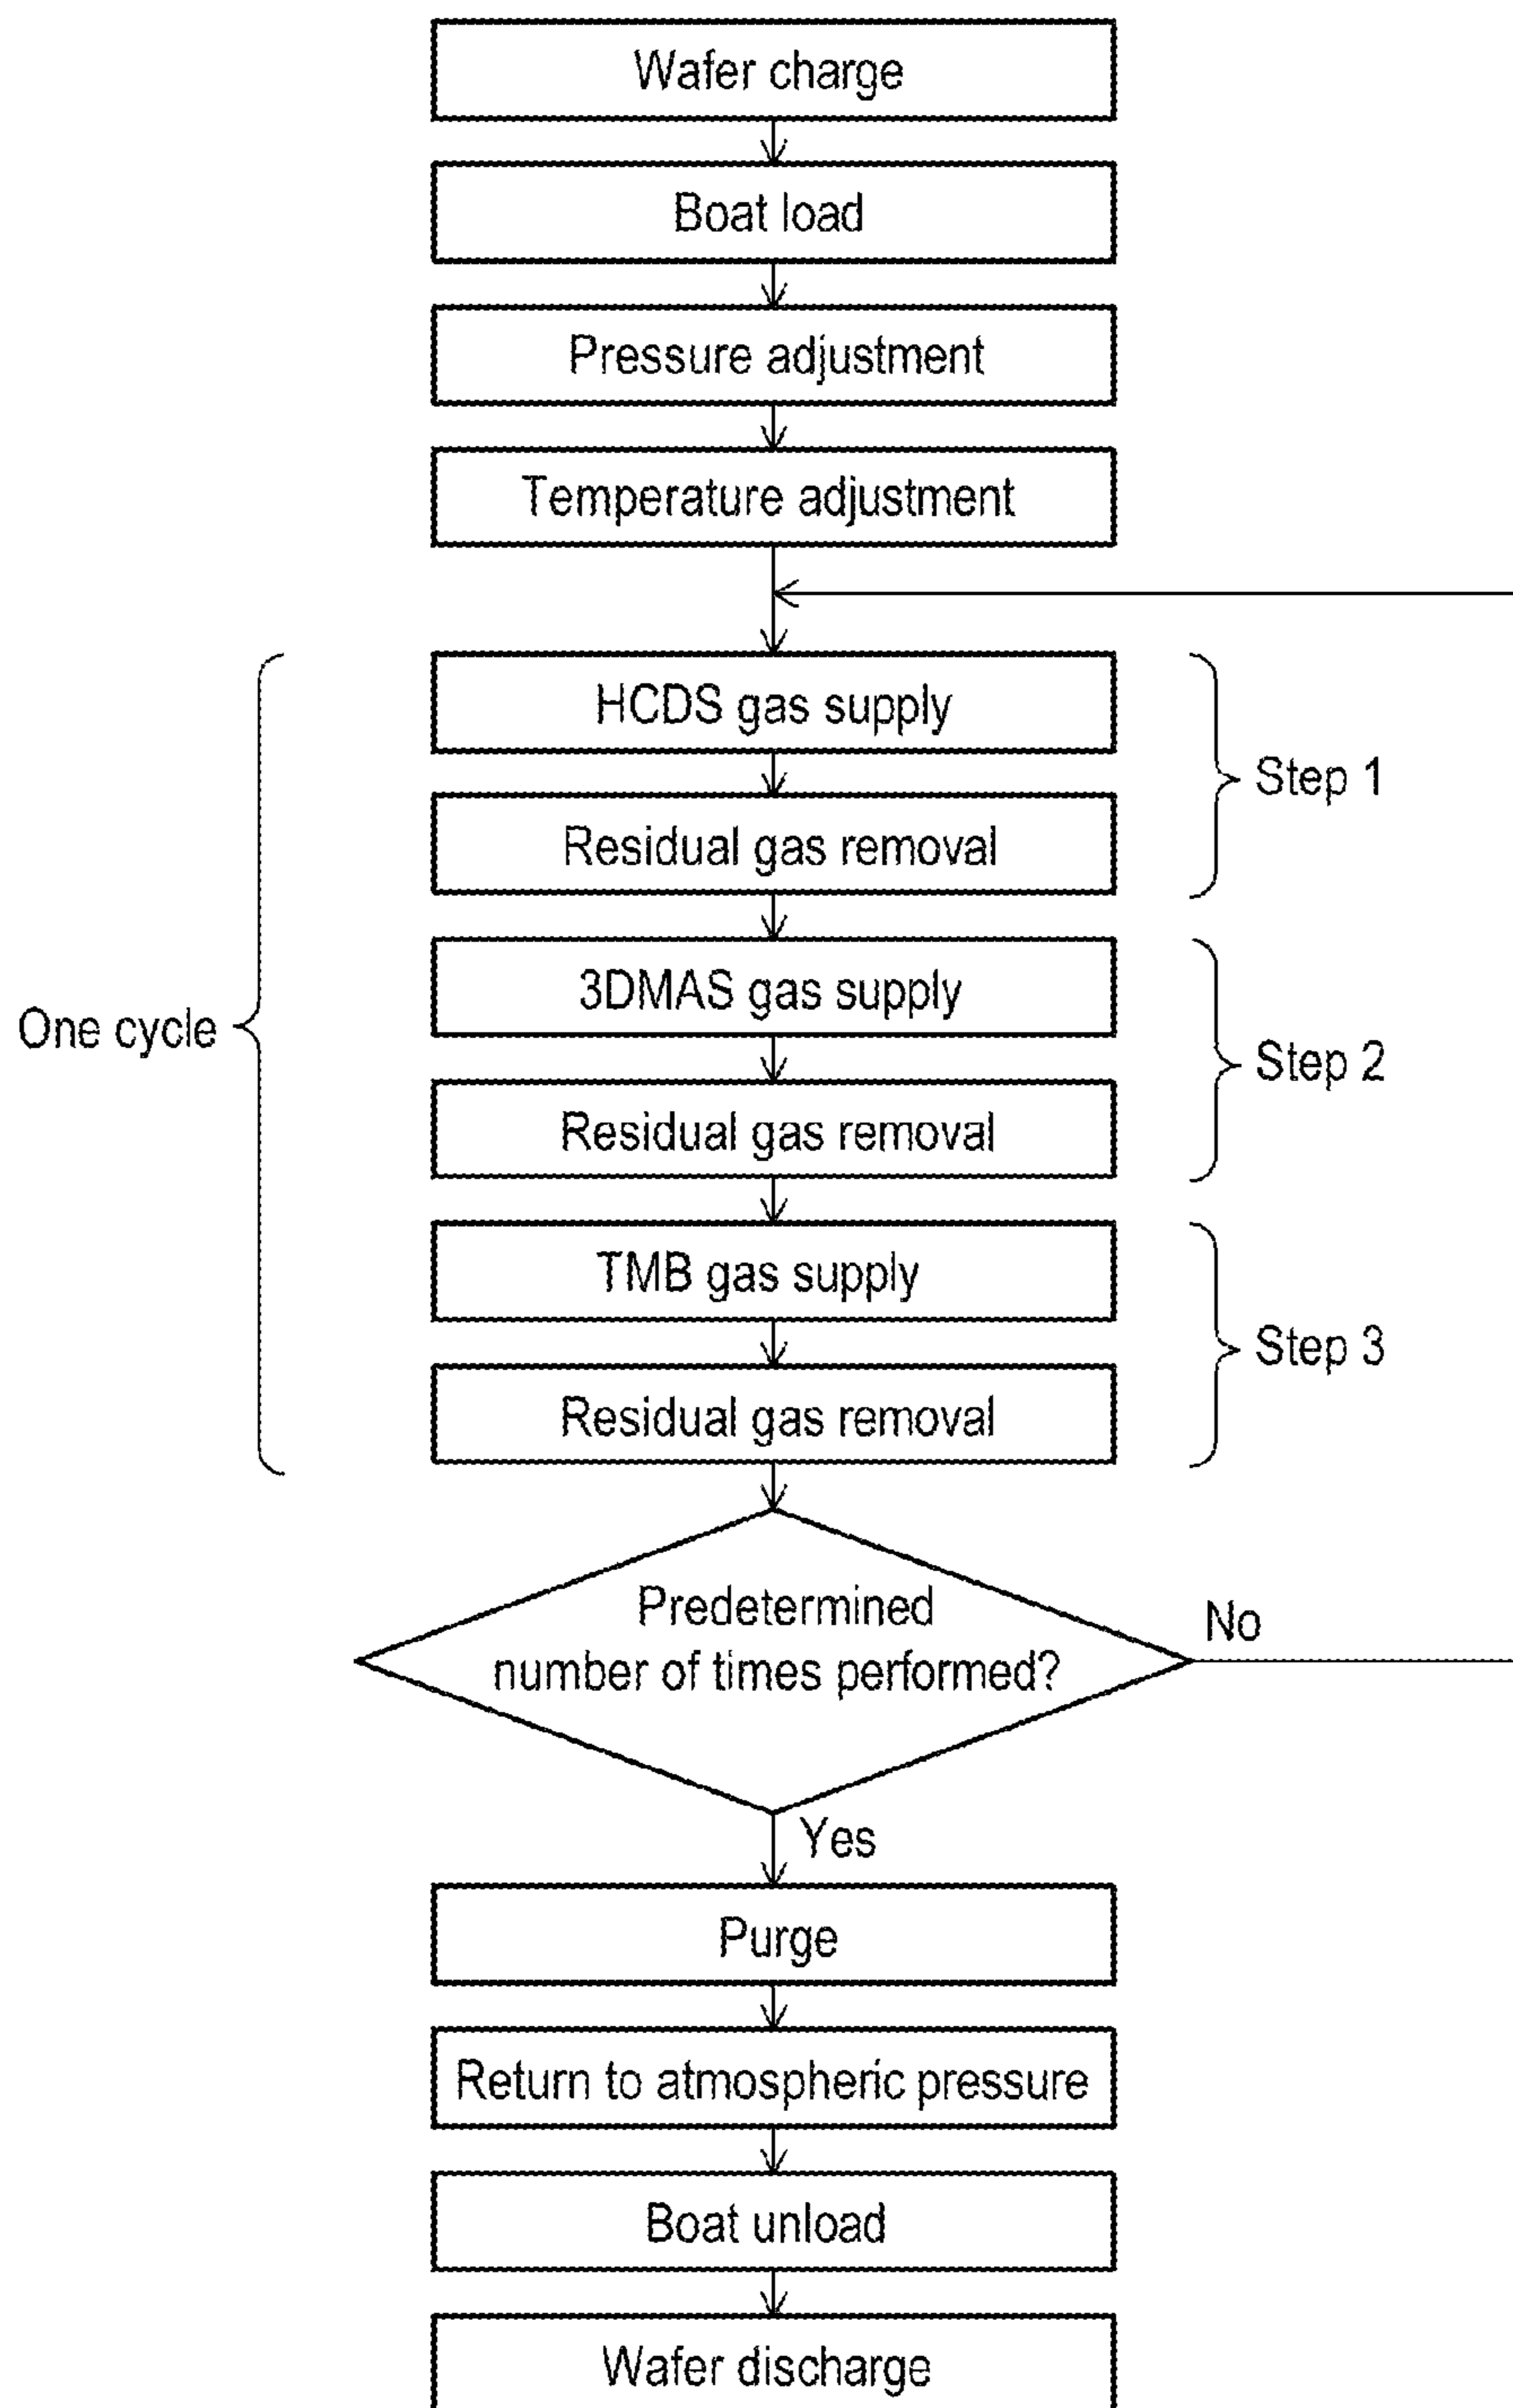 Wafer charge
Boat load
Pressure adjustment
Temperature adjustment
HCDS gas supply
Step 1
Residual gas removal
3DMAS gas supply
One cycle
Step 2
Residual gas removal
TMB gas supply
Step 3
Residual gas removal
Predetermined
number of times performed?
No
Yes
Purge
Return to atmospheric pressure
Boat unload
Wafer discharge